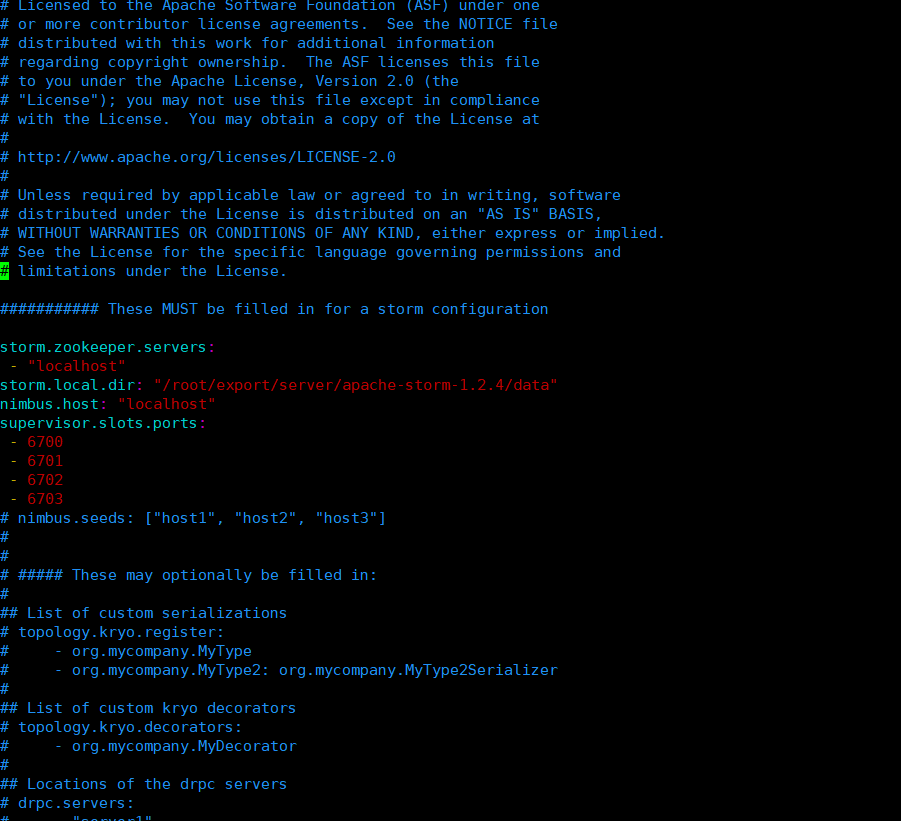 # Licensed to the Apache Software Foundation (ASF) under one
# or more contributor license agreements.  See the NOTICE file
# distributed with this work for additional information
# regarding copyright ownership.  The ASF licenses this file
# to you under the Apache License, Version 2.0 (the
# "License"); you may not use this file except in compliance
# with the License.  You may obtain a copy of the License at
#
# http://www.apache.org/licenses/LICENSE-2.0
#
# Unless required by applicable law or agreed to in writing, software
# distributed under the License is distributed on an "AS IS" BASIS,
# WITHOUT WARRANTIES OR CONDITIONS OF ANY KIND, either express or implied.
# See the License for the specific language governing permissions and
# limitations under the License.

########### These MUST be filled in for a storm configuration

storm.zookeeper.servers:
 - "localhost"
storm.local.dir: "/root/export/server/apache-storm-1.2.4/data"
nimbus.host: "localhost"
supervisor.slots.ports:
 - 6700
 - 6701
 - 6702
 - 6703
# nimbus.seeds: ["host1", "host2", "host3"]
#
#
# ##### These may optionally be filled in:
#
## List of custom serializations
# topology.kryo.register:
#     - org.mycompany.MyType
#     - org.mycompany.MyType2: org.mycompany.MyType2Serializer
#
## List of custom kryo decorators
# topology.kryo.decorators:
#     - org.mycompany.MyDecorator
#
## Locations of the drpc servers
# drpc.servers:
#     - "server1"